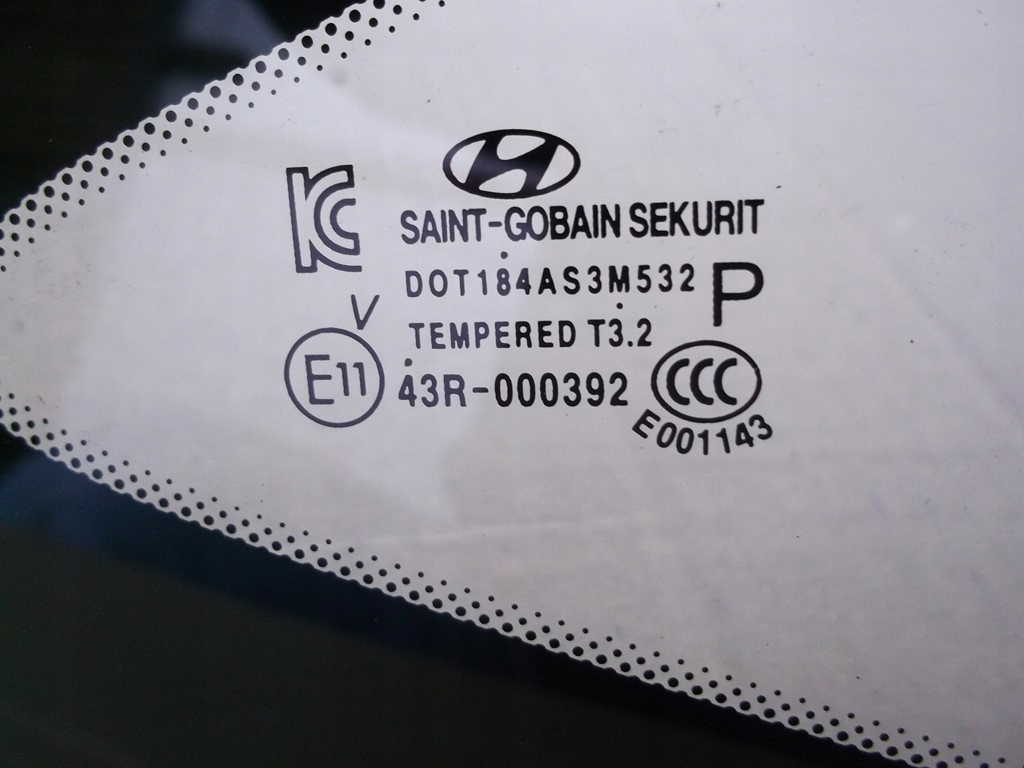 KC
SAINT-GOBAIN SEKURIT
DOT184AS3M532 P
V
TEMPERED T3.2
E11
43R-000392
CCC
E001143